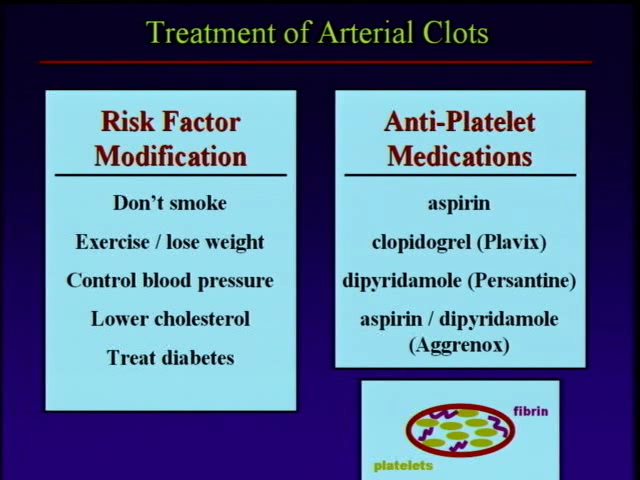 Treatment of Arterial Clots
Risk Factor
Modification
Don't smoke
Exercise / lose weight
Control blood pressure
Lower cholesterol
Treat diabetes
Anti-Platelet
Medications
aspirin
clopidogrel (Plavix)
dipyridamole (Persantine)
aspirin / dipyridamole
(Aggrenox)
fibrin
platelets